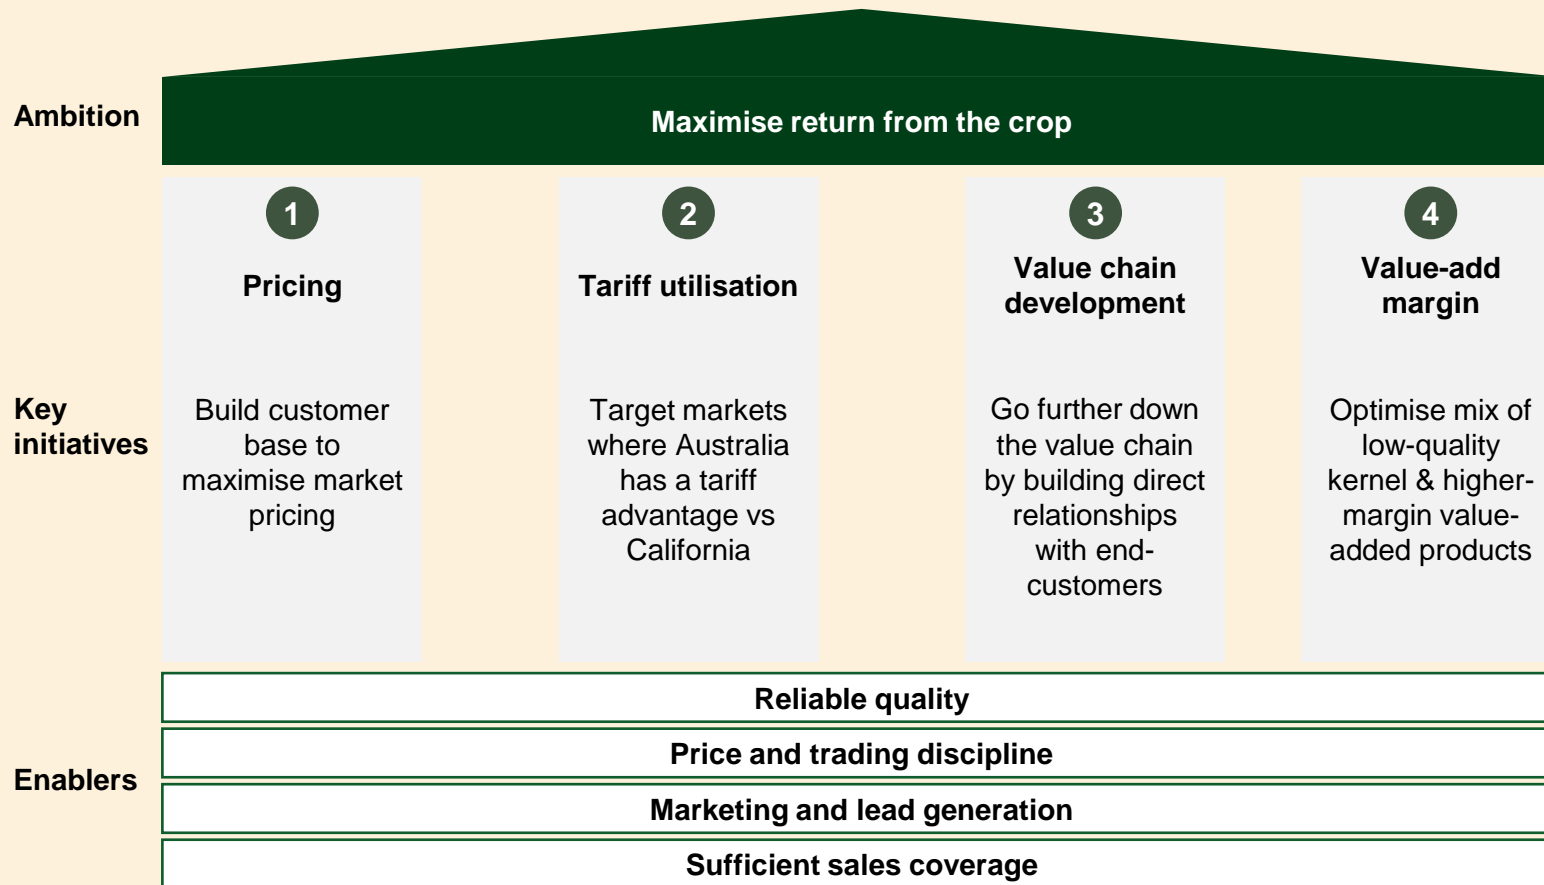 Ambition
Maximise return from the crop
Key
initiatives
1
Pricing
Build customer
base to
maximise market
pricing
2
Tariff utilisation
Target markets
where Australia
has a tariff
advantage vs
California
3
Value chain
development
Go further down
the value chain
by building direct
relationships
with end-
customers
4
Value-add
margin
Optimise mix of
low-quality
kernel & higher-
margin value-
added products
Enablers
Reliable quality
Price and trading discipline
Marketing and lead generation
Sufficient sales coverage